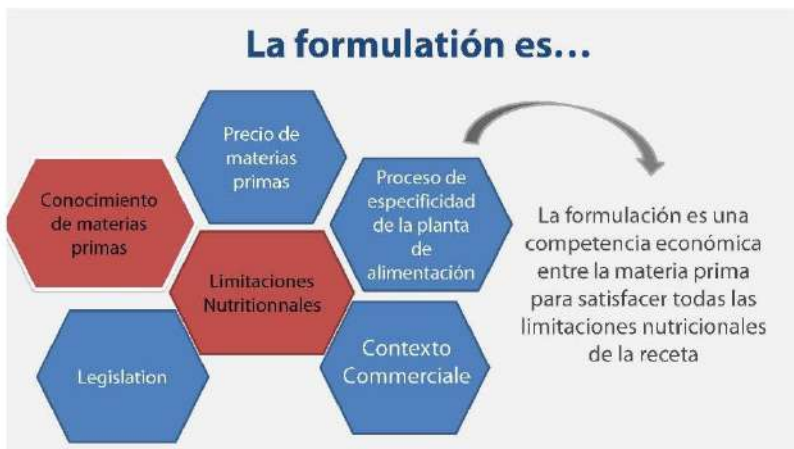 La formulatión es...
Precio de
materias
primas
Conocimiento
de materias
primas
Proceso de
especificidad
de la planta
de
alimentación
Limitaciones
Nutritionnales
Legislation
Contexto
Commerciale
La formulación es una
competencia económica
entre la materia prima
para satisfacer todas las
limitaciones nutricionales
de la receta